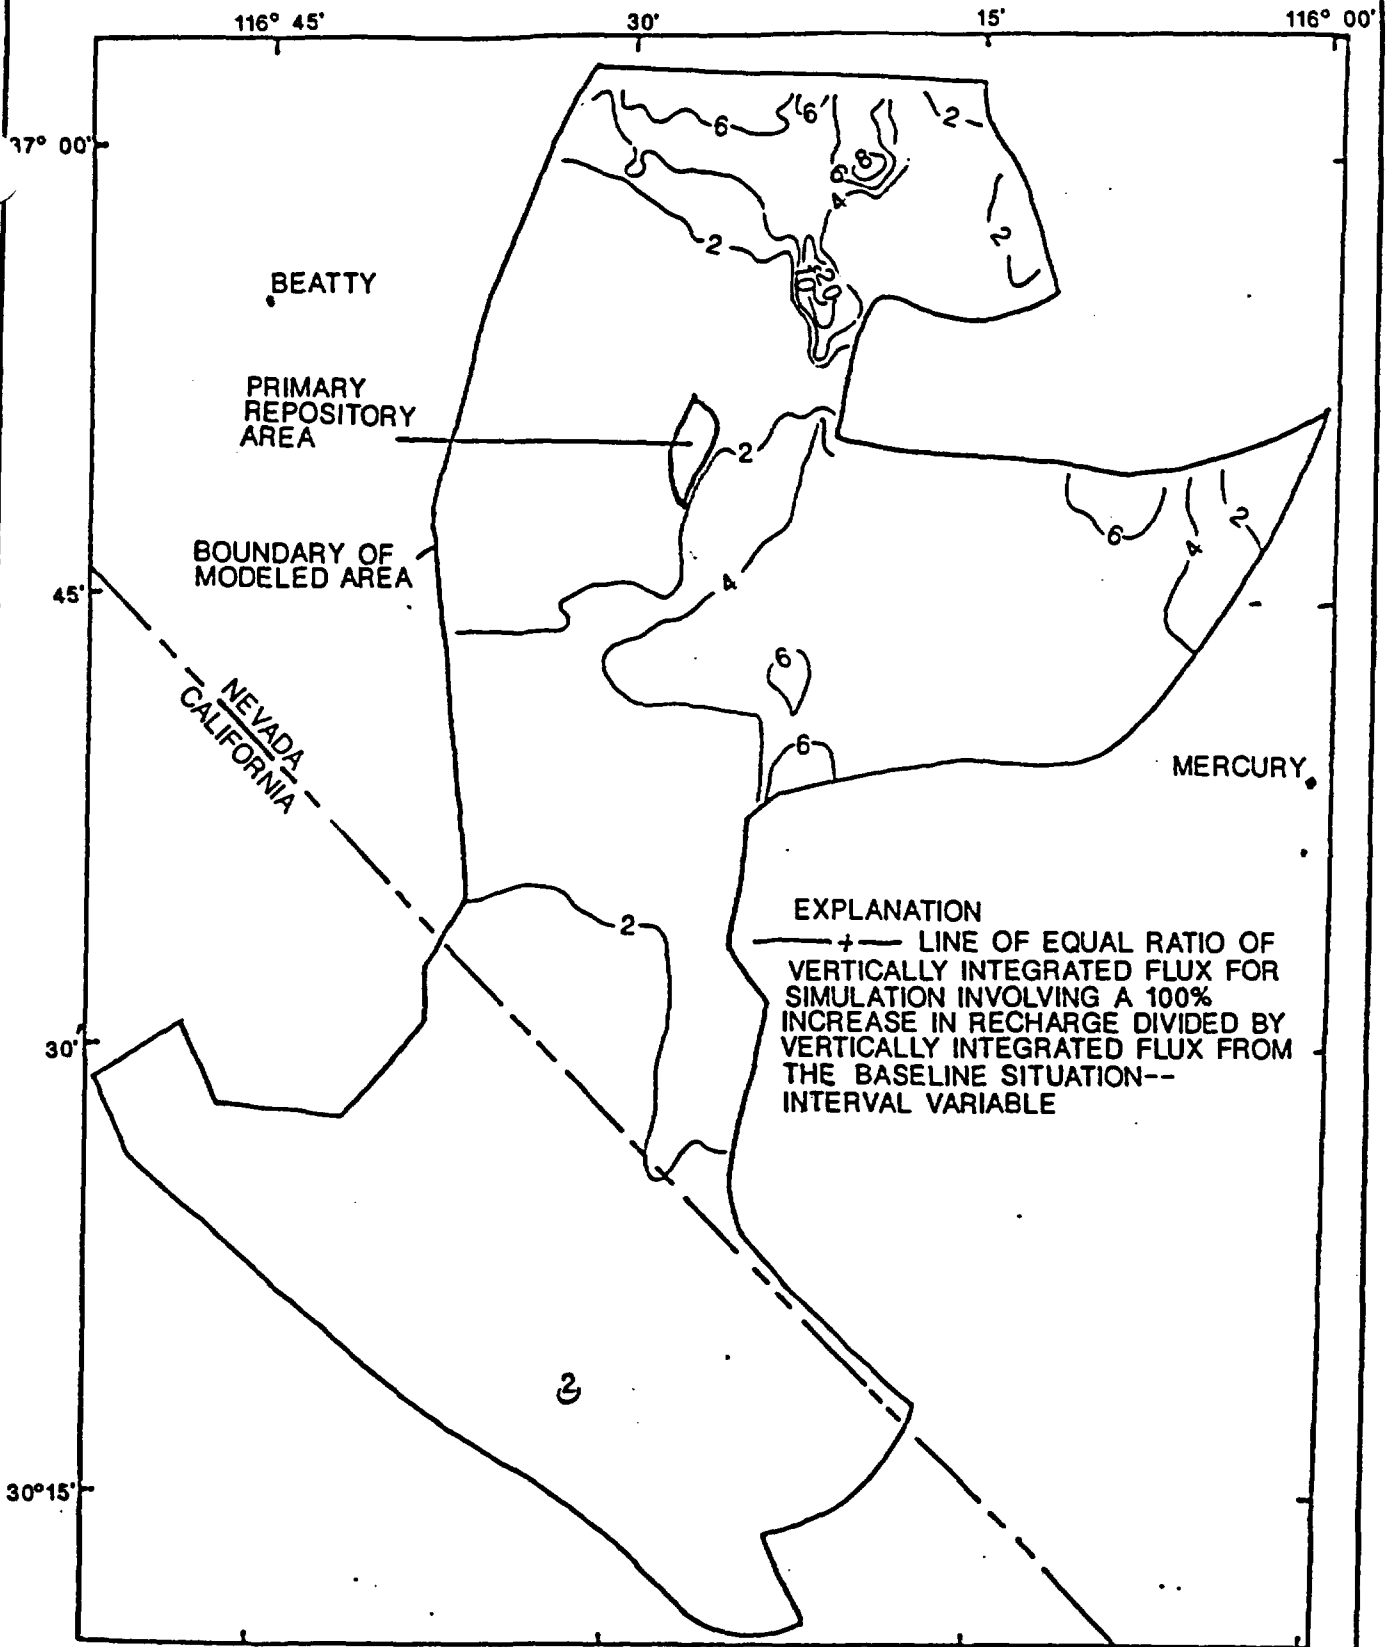 116° 45'
30'
15'
116° 00'
37° 00'
6
6
2
8
6
4
2
2
20
10
BEATTY
PRIMARY
REPOSITORY
AREA
2
6
4
2
BOUNDARY OF
MODELED AREA
4
45'
6
NEVADA
CALIFORNIA
6
MERCURY
2
EXPLANATION
+ LINE OF EQUAL RATIO OF
VERTICALLY INTEGRATED FLUX FOR
SIMULATION INVOLVING A 100%
INCREASE IN RECHARGE DIVIDED BY
VERTICALLY INTEGRATED FLUX FROM
THE BASELINE SITUATION--
INTERVAL VARIABLE
30'
2
30°15'